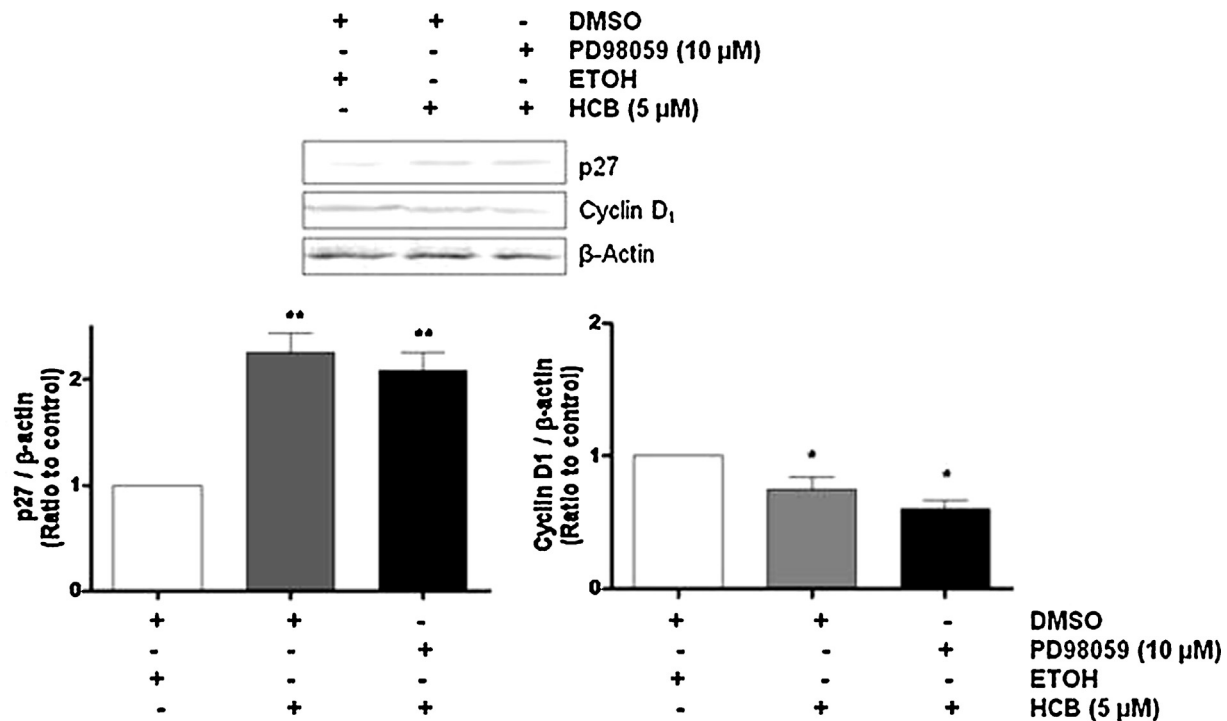 + + - DMSO
- - + PD98059 (10 µM)
+ - - ETOH
- + + HCB (5 µM)
p27
Cyclin D₁
β-Actin
p27 / β-actin
(Ratio to control)
2
1
0
** **
Cyclin D1 / β-actin
(Ratio to control)
2
1
0
* *
+ + - + + - DMSO
- - + - - + PD98059 (10 µM)
+ - - + - - ETOH
- + + - + + HCB (5 µM)